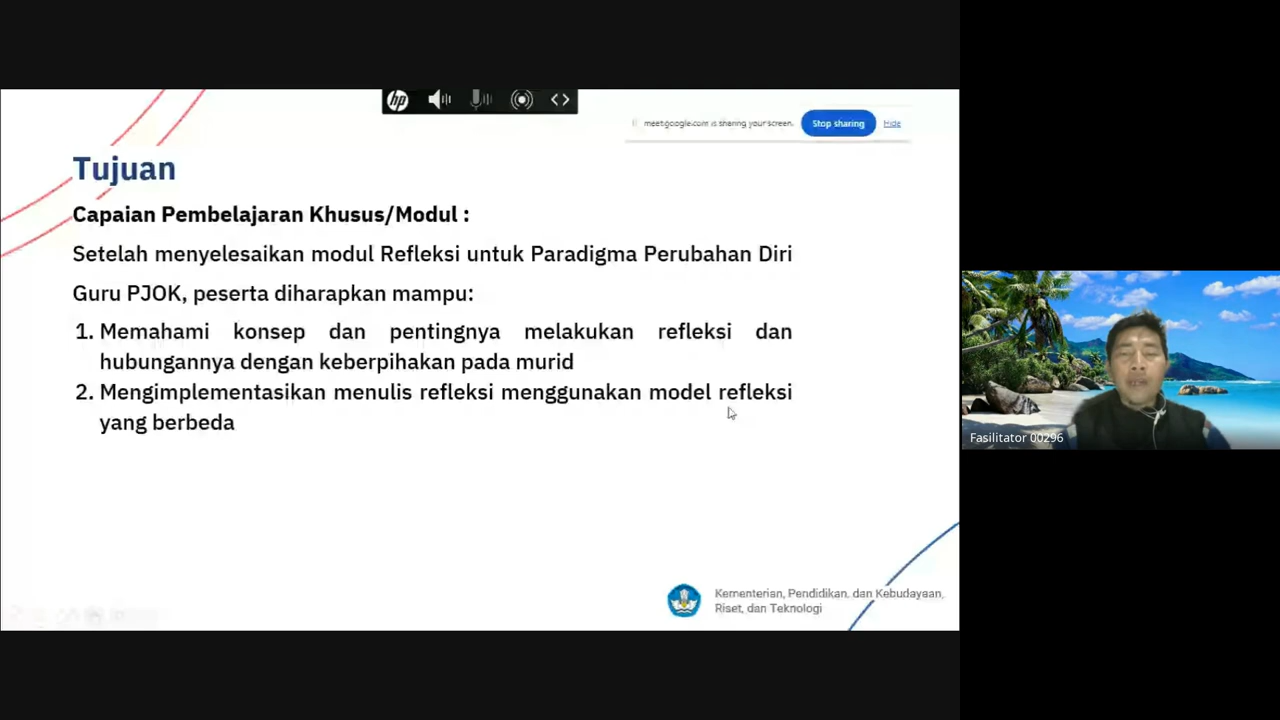 hp
meet.google.com is sharing your screen.
Stop sharing
Hide
Tujuan
Capaian Pembelajaran Khusus/Modul :
Setelah menyelesaikan modul Refleksi untuk Paradigma Perubahan Diri
Guru PJOK, peserta diharapkan mampu:
1. Memahami konsep dan pentingnya melakukan refleksi dan
hubungannya dengan keberpihakan pada murid
2. Mengimplementasikan menulis refleksi menggunakan model refleksi
yang berbeda
Kementerian, Pendidikan, dan Kebudayaan,
Riset, dan Teknologi
Fasilitator 00296